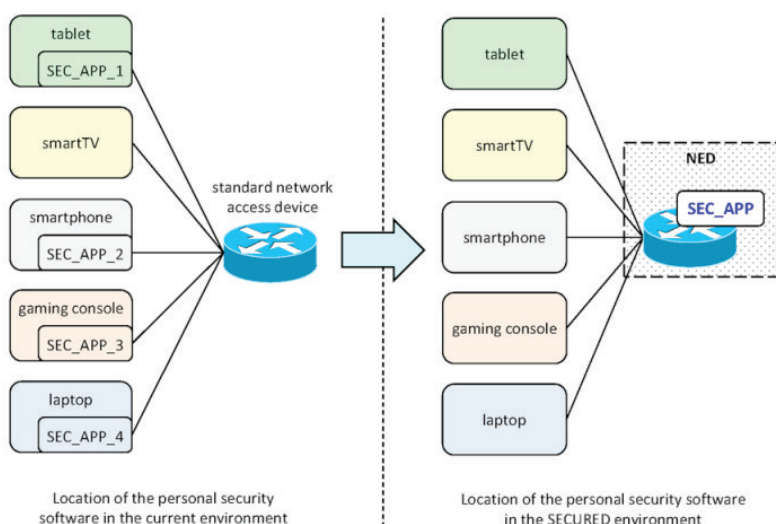 tablet
SEC_APP_1
smartTV
smartphone
SEC_APP_2
gaming console
SEC_APP_3
laptop
SEC_APP_4
standard network
access device
Location of the personal security
software in the current environment
tablet
smartTV
smartphone
gaming console
laptop
NED
SEC_APP
Location of the personal security software
in the SECURED environment